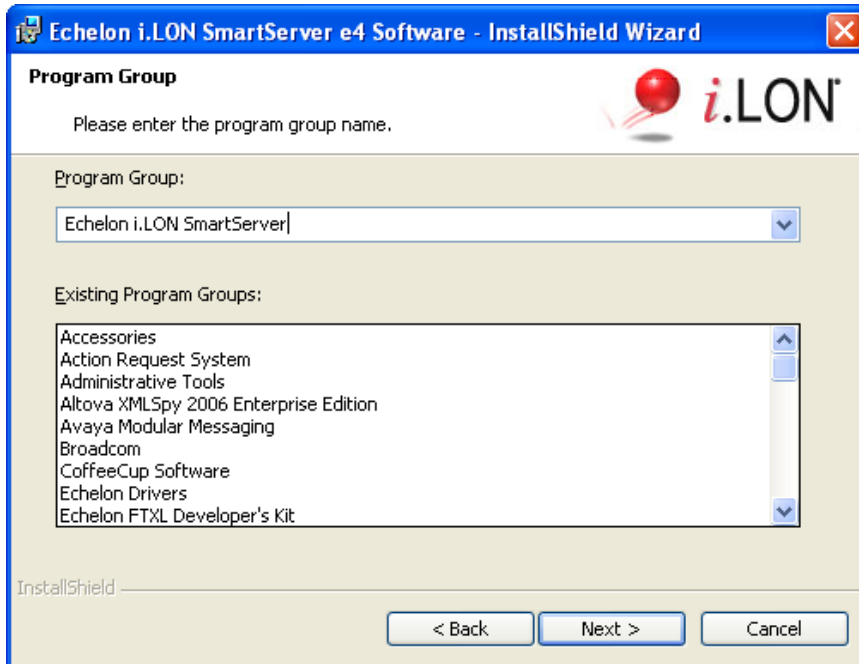 Echelon i.LON SmartServer e4 Software - InstallShield Wizard
Program Group
Please enter the program group name.
i.LON
Program Group:
Echelon i.LON SmartServer
Existing Program Groups:
Accessories
Action Request System
Administrative Tools
Altova XMLSpy 2006 Enterprise Edition
Avaya Modular Messaging
Broadcom
CoffeeCup Software
Echelon Drivers
Echelon FTXL Developer's Kit
InstallShield
< Back Next > Cancel